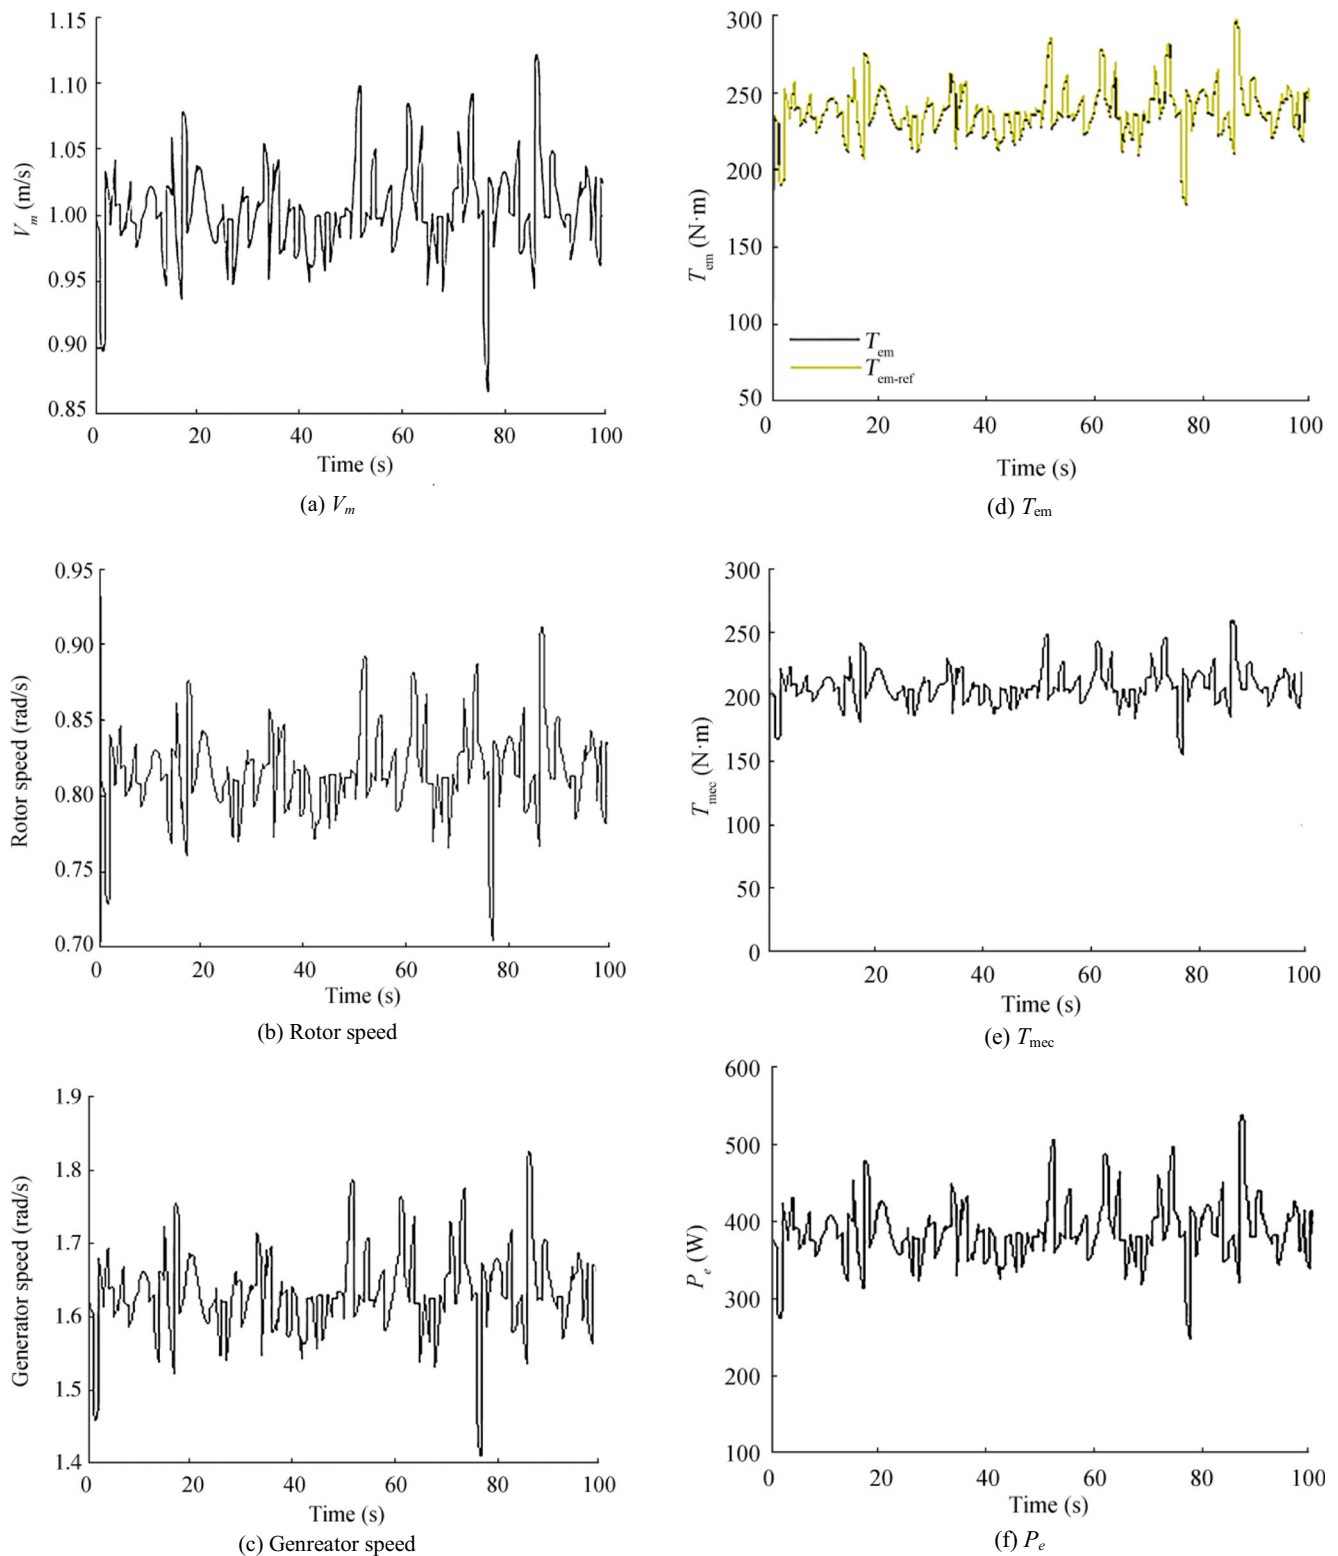 1.15
1.10
1.05
1.00
0.95
0.90
0.85
V_m (m/s)
0 20 40 60 80 100
Time (s)
(a) V_m
300
250
200
150
100
50
T_em (N·m)
T_em
T_em-ref
0 20 40 60 80 100
Time (s)
(d) T_em
0.95
0.90
0.85
0.80
0.75
0.70
Rotor speed (rad/s)
0 20 40 60 80 100
Time (s)
(b) Rotor speed
300
250
200
150
100
50
0
T_mec (N·m)
20 40 60 80 100
Time (s)
(e) T_mec
1.9
1.8
1.7
1.6
1.5
1.4
Generator speed (rad/s)
0 20 40 60 80 100
Time (s)
(c) Genreator speed
600
500
400
300
200
100
P_e (W)
0 20 40 60 80 100
Time (s)
(f) P_e